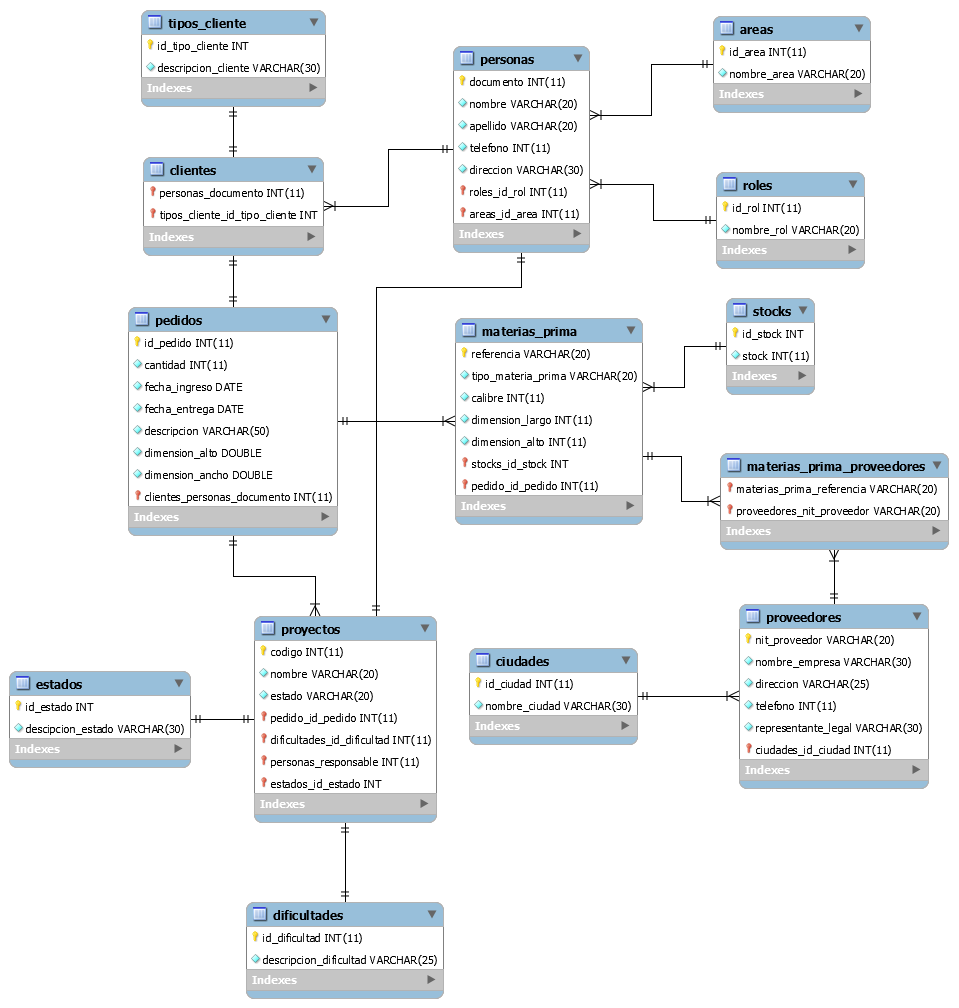 tipos_cliente
id_tipo_cliente INT
descripcion_cliente VARCHAR(30)
Indexes
clientes
personas_documento INT(11)
tipos_cliente_id_tipo_cliente INT
Indexes
personas
documento INT(11)
nombre VARCHAR(20)
apellido VARCHAR(20)
telefono INT(11)
direccion VARCHAR(30)
roles_id_rol INT(11)
areas_id_area INT(11)
Indexes
areas
id_area INT(11)
nombre_area VARCHAR(20)
Indexes
roles
id_rol INT(11)
nombre_rol VARCHAR(20)
Indexes
pedidos
id_pedido INT(11)
cantidad INT(11)
fecha_ingreso DATE
fecha_entrega DATE
descripcion VARCHAR(50)
dimension_alto DOUBLE
dimension_ancho DOUBLE
clientes_personas_documento INT(11)
Indexes
materias_prima
referencia VARCHAR(20)
tipo_materia_prima VARCHAR(20)
calibre INT(11)
dimension_largo INT(11)
dimension_alto INT(11)
stocks_id_stock INT
pedido_id_pedido INT(11)
Indexes
stocks
id_stock INT
stock INT(11)
Indexes
materias_prima_proveedores
materias_prima_referencia VARCHAR(20)
proveedores_nit_proveedor VARCHAR(20)
Indexes
proyectos
codigo INT(11)
nombre VARCHAR(20)
estado VARCHAR(20)
pedido_id_pedido INT(11)
dificultades_id_dificultad INT(11)
personas_responsable INT(11)
estados_id_estado INT
Indexes
estados
id_estado INT
descipcion_estado VARCHAR(30)
Indexes
ciudades
id_ciudad INT(11)
nombre_ciudad VARCHAR(30)
Indexes
proveedores
nit_proveedor VARCHAR(20)
nombre_empresa VARCHAR(30)
direccion VARCHAR(25)
telefono INT(11)
representante_legal VARCHAR(30)
ciudades_id_ciudad INT(11)
Indexes
dificultades
id_dificultad INT(11)
descripcion_dificultad VARCHAR(25)
Indexes